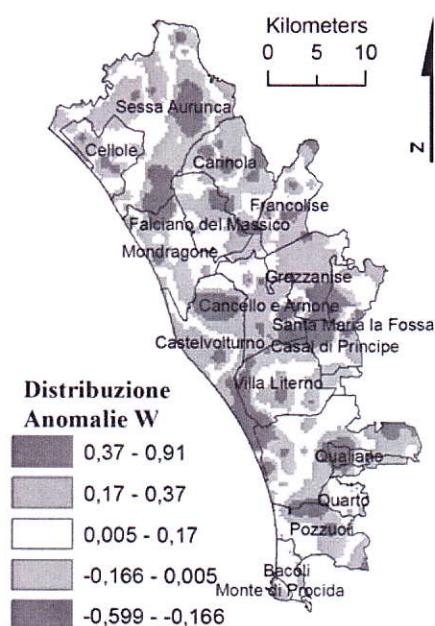 Kilometers
0 5 10
N
Sessa Aurunca
Cellole
Carinola
Francolise
Falciano del Massico
Mondragone
Grazzanise
Cancello e Arnone
Santa Maria la Fossa
Castelvolturno
Casal di Principe
Villa Literno
Distribuzione
Anomalie W
0,37 - 0,91
0,17 - 0,37
0,005 - 0,17
-0,166 - 0,005
-0,599 - -0,166
Qualiano
Quarto
Pozzuoli
Bacoli
Monte di Procida